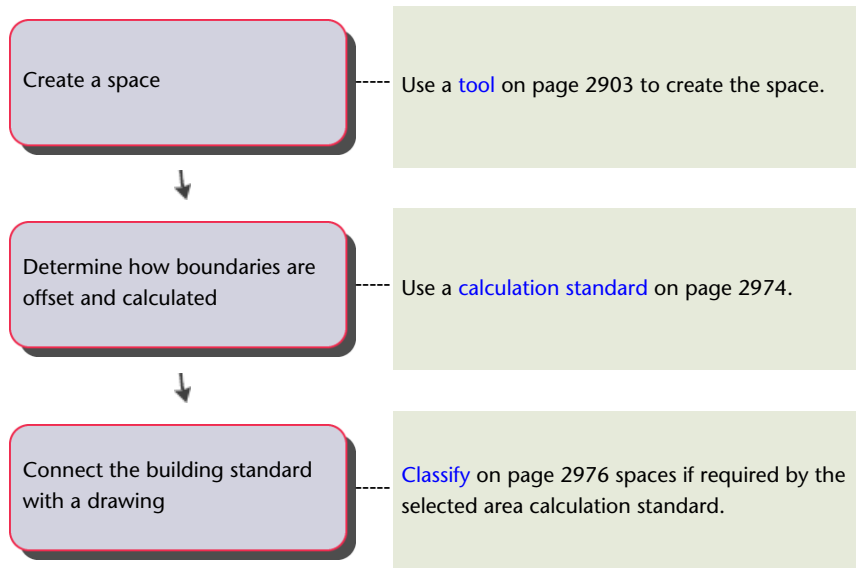 Create a space
Use a tool on page 2903 to create the space.
Determine how boundaries are
offset and calculated
Use a calculation standard on page 2974.
Connect the building standard
with a drawing
Classify on page 2976 spaces if required by the
selected area calculation standard.